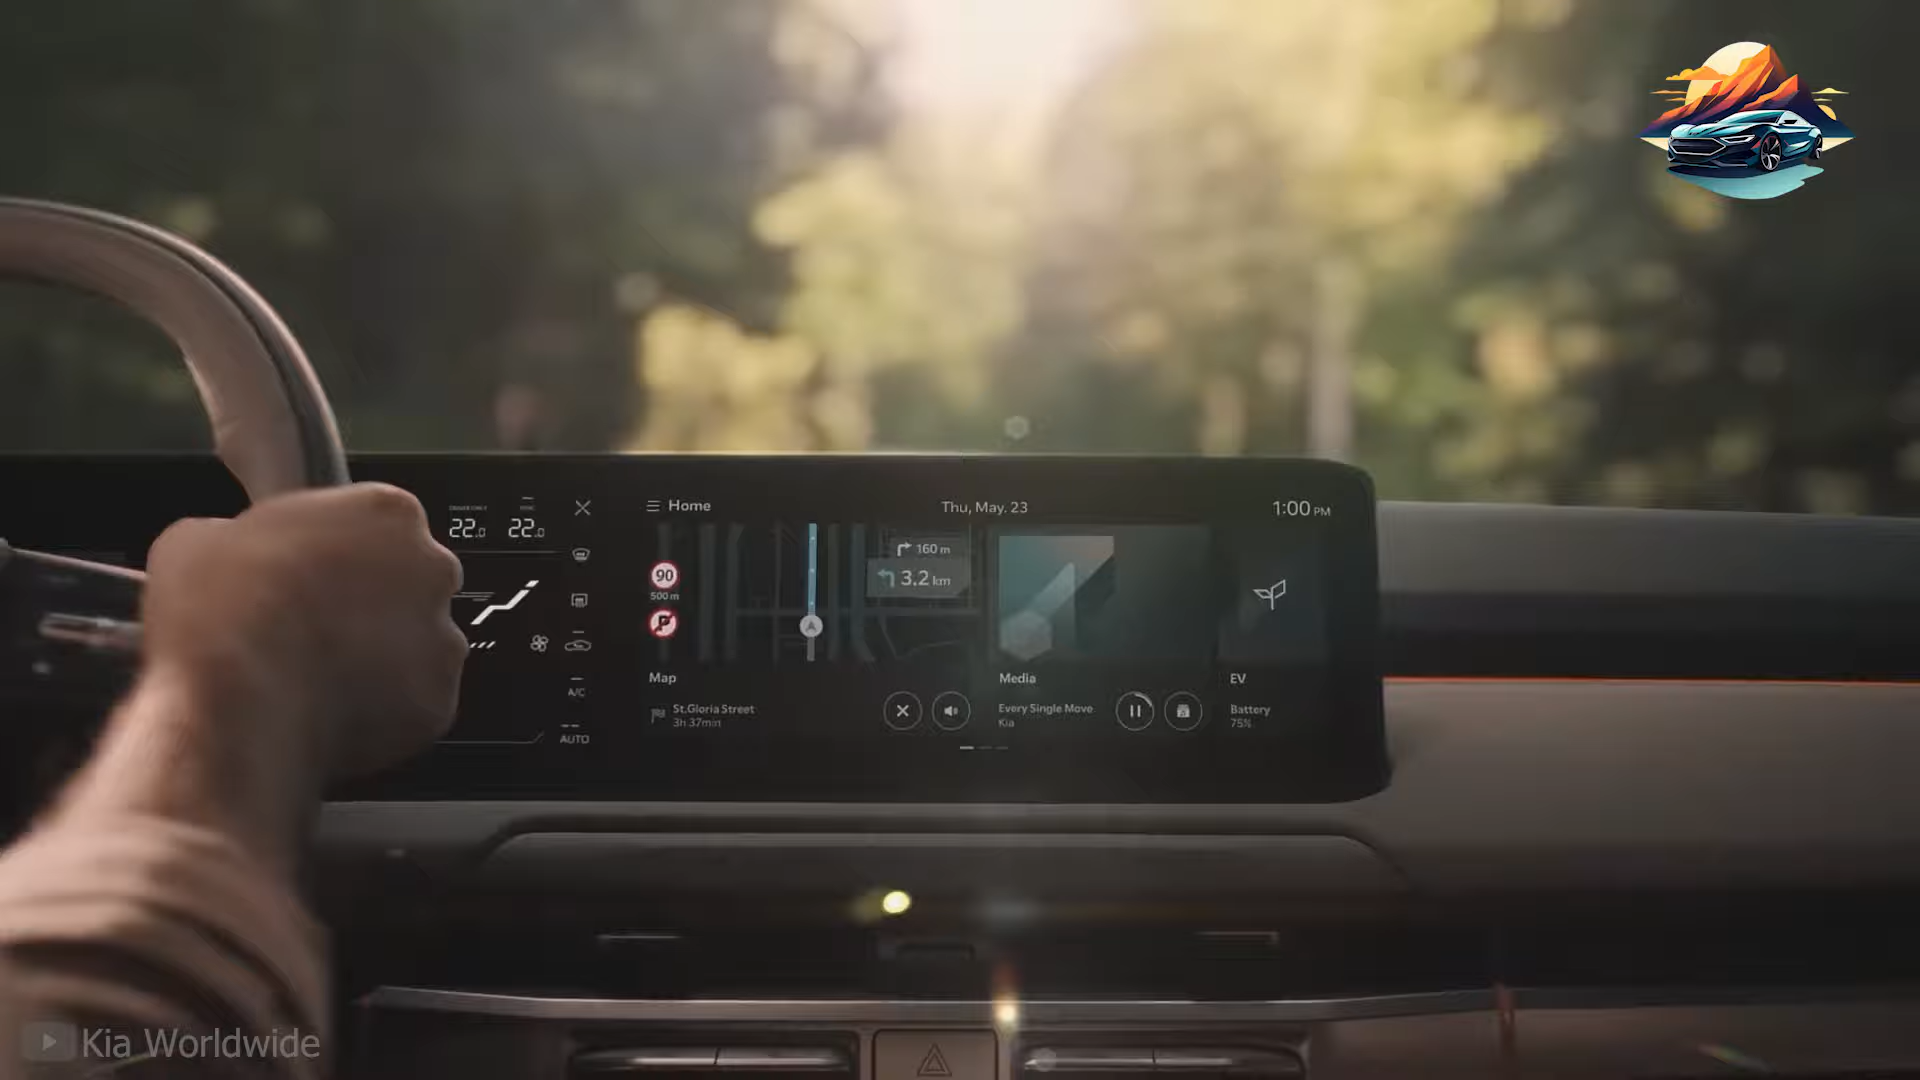 22.0
22.0
Home
Thu, May. 23
1:00 PM
160 m
3.2 km
90
500 m
P
Map
Media
EV
St.Gloria Street
3h 37min
Every Single Move
Kia
Battery
75%
A/C
AUTO
Kia Worldwide